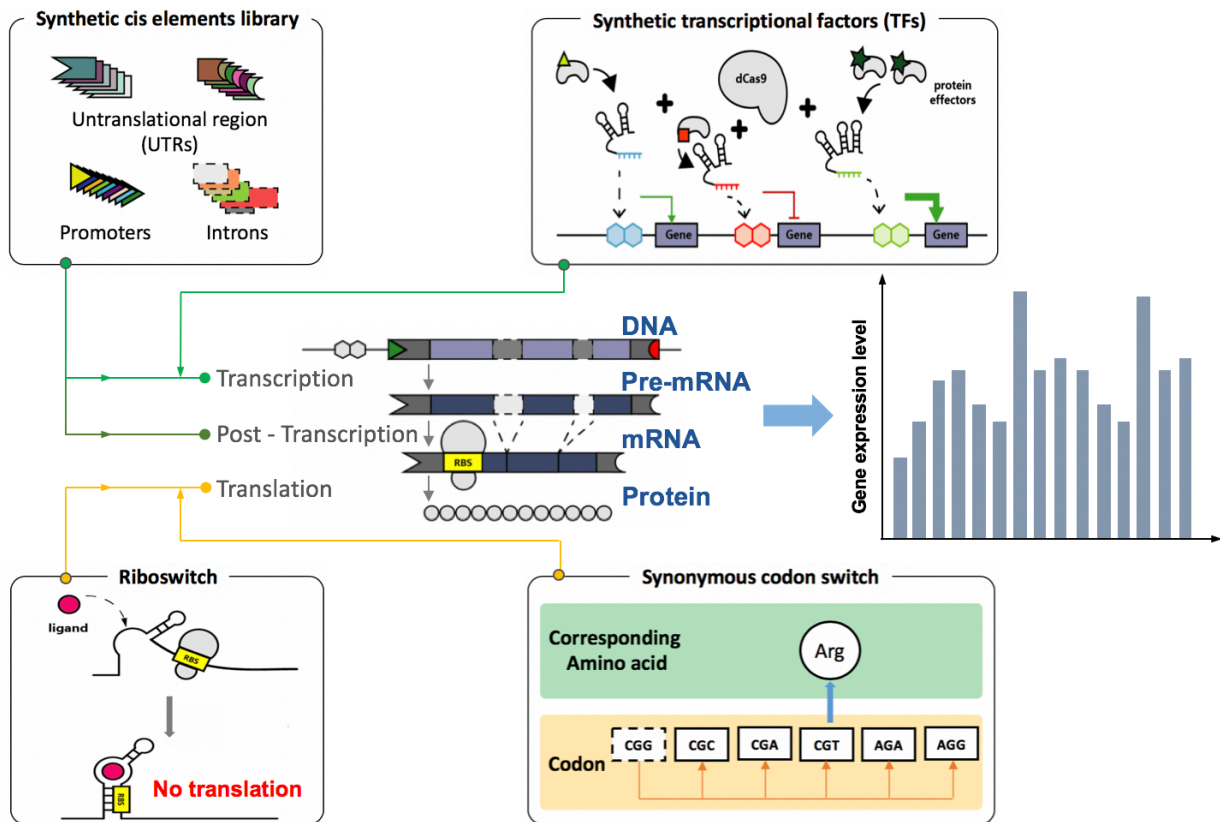 Synthetic cis elements library
Untranslational region
(UTRs)
Promoters
Introns
Synthetic transcriptional factors (TFs)
dCas9
protein
effectors
Gene
Gene
Gene
DNA
Transcription
Pre-mRNA
Post - Transcription
mRNA
RBS
Translation
Protein
Gene expression level
Riboswitch
ligand
RBS
No translation
RBS
Synonymous codon switch
Corresponding
Amino acid
Arg
Codon
CGG
CGC
CGA
CGT
AGA
AGG